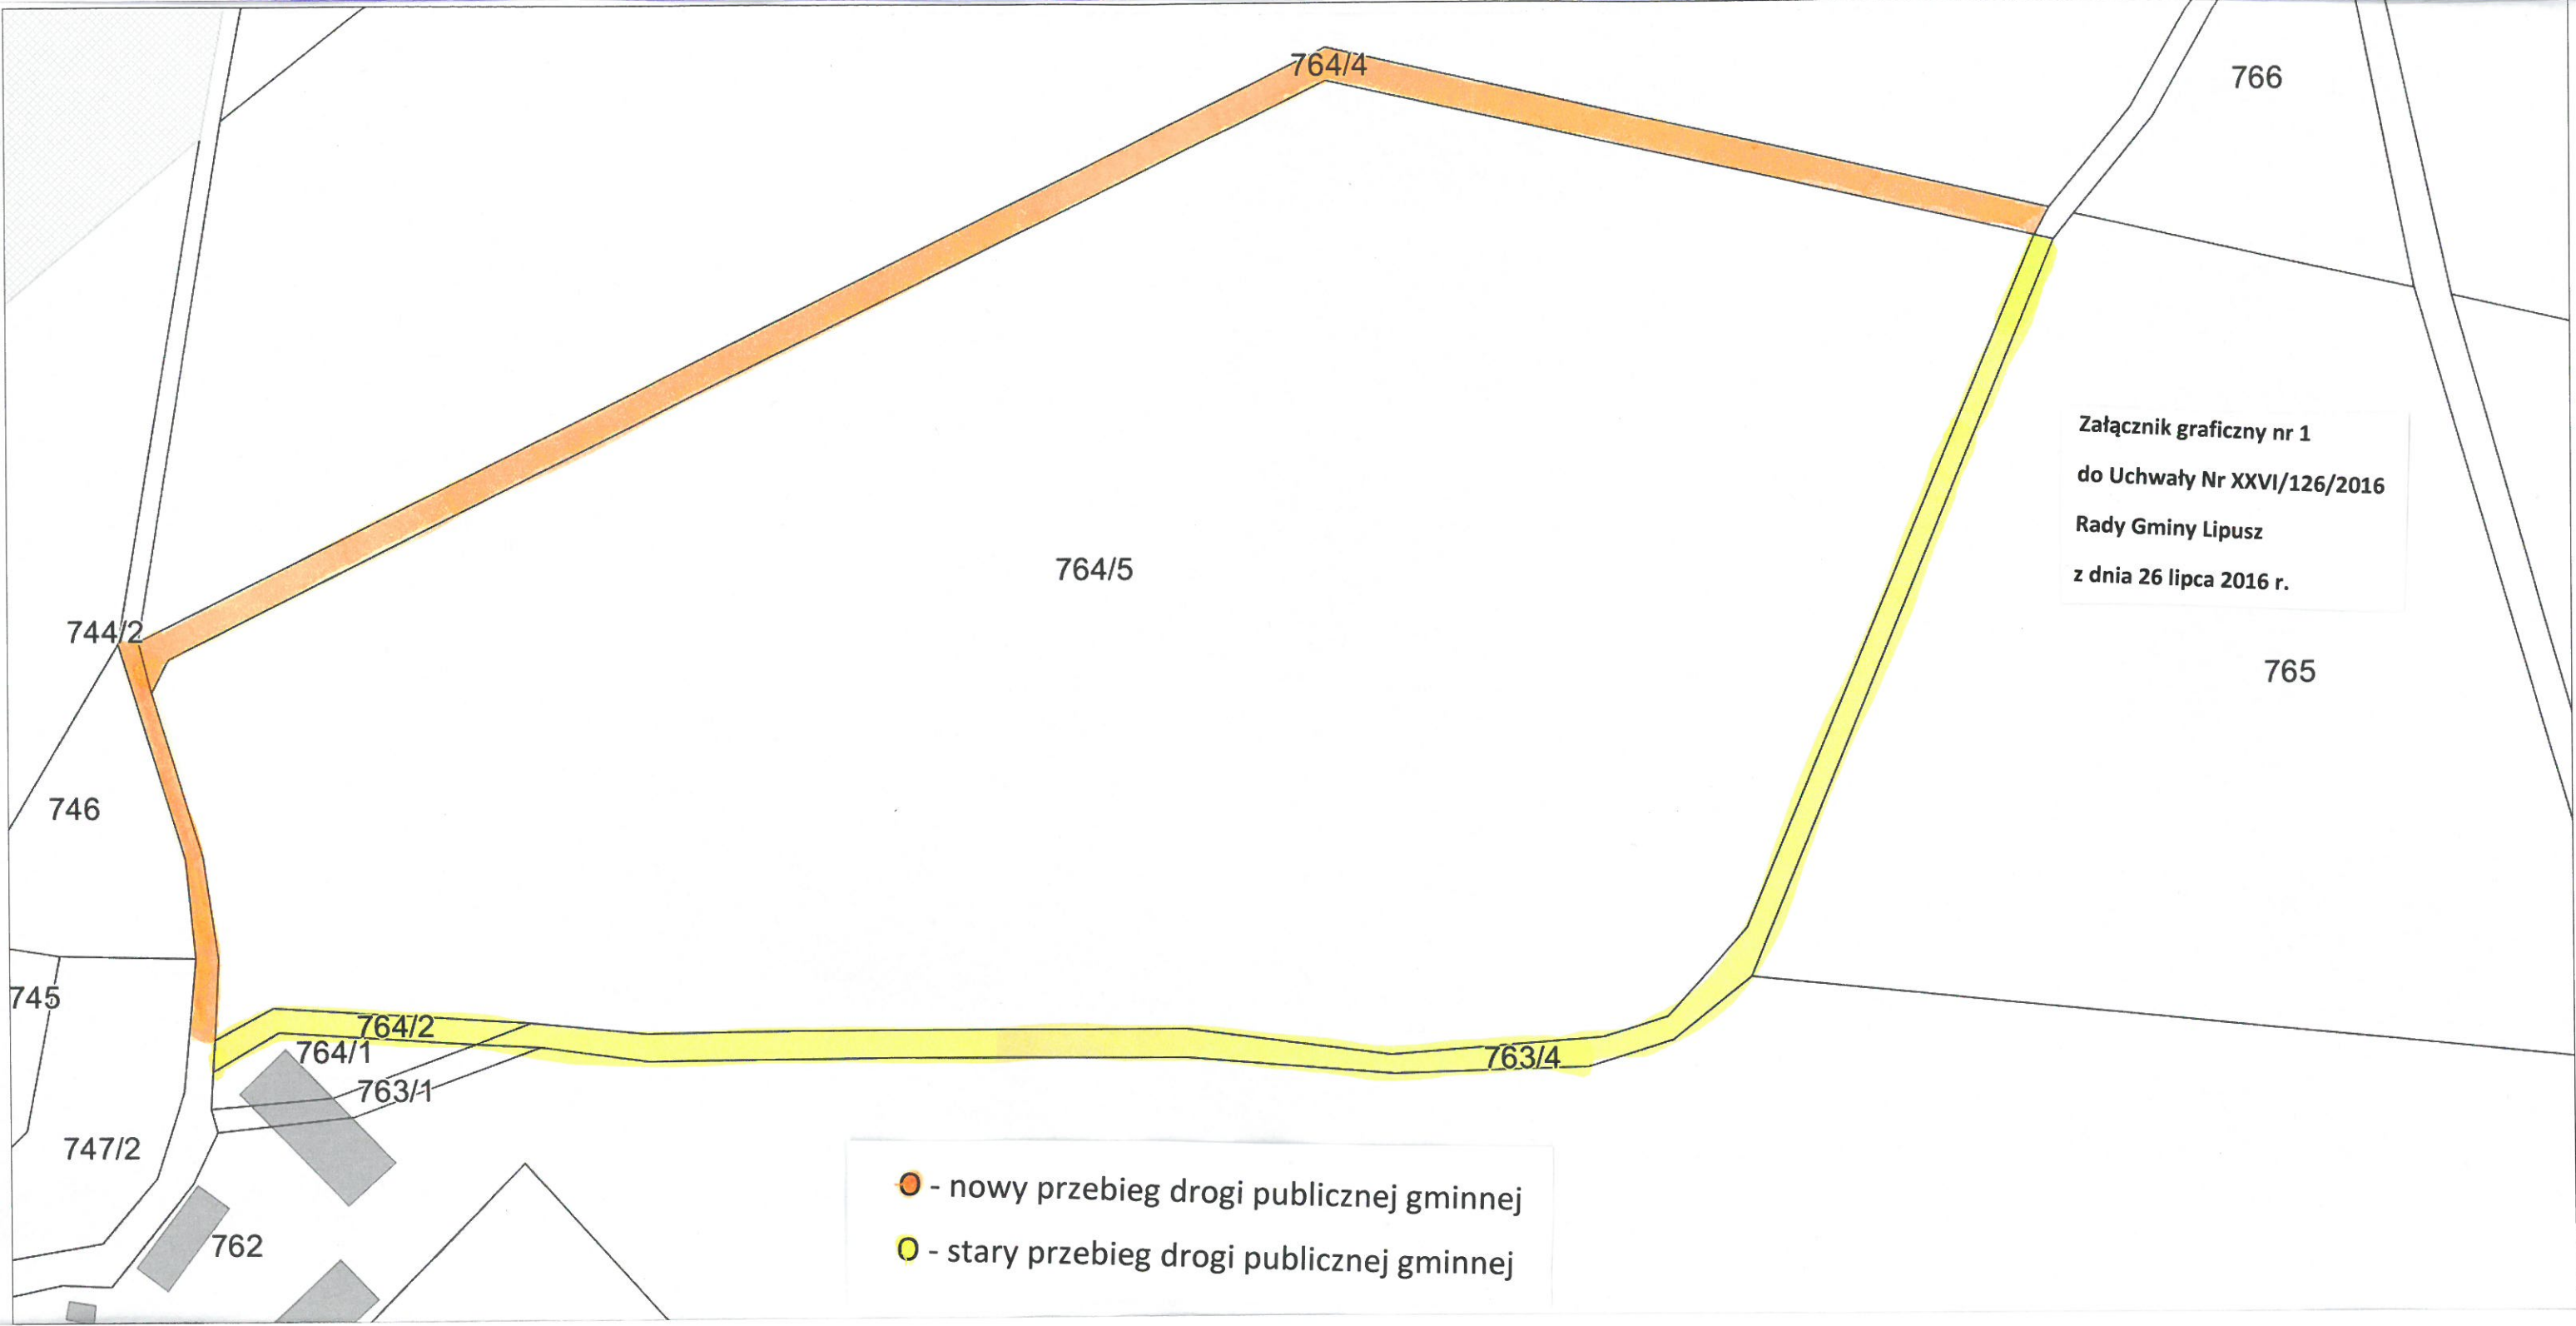 764/4
766
Załącznik graficzny nr 1
do Uchwały Nr XXVI/126/2016
Rady Gminy Lipusz
z dnia 26 lipca 2016 r.
764/5
744/2
765
746
745
764/2
764/1
763/4
763/1
747/2
O - nowy przebieg drogi publicznej gminnej
762
O - stary przebieg drogi publicznej gminnej